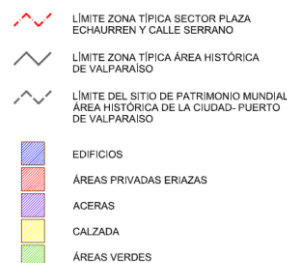 LÍMITE ZONA TÍPICA SECTOR PLAZA
ECHAURREN Y CALLE SERRANO
LÍMITE ZONA TÍPICA ÁREA HISTÓRICA
DE VALPARAÍSO
LÍMITE DEL SITIO DE PATRIMONIO MUNDIAL
ÁREA HISTÓRICA DE LA CIUDAD- PUERTO
DE VALPARAÍSO
EDIFICIOS
ÁREAS PRIVADAS ERIAZAS
ACERAS
CALZADA
ÁREAS VERDES